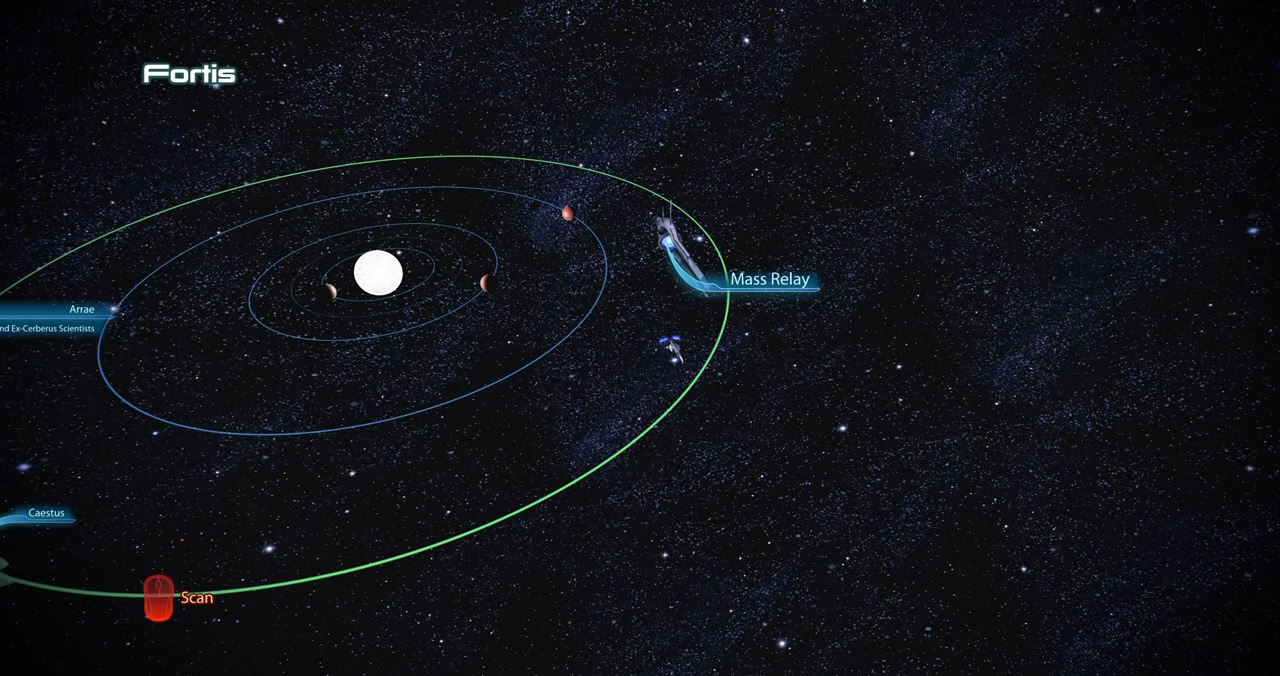 Fortis
Mass Relay
Arrae
nd Ex-Cerberus Scientists
Caestus
Scan